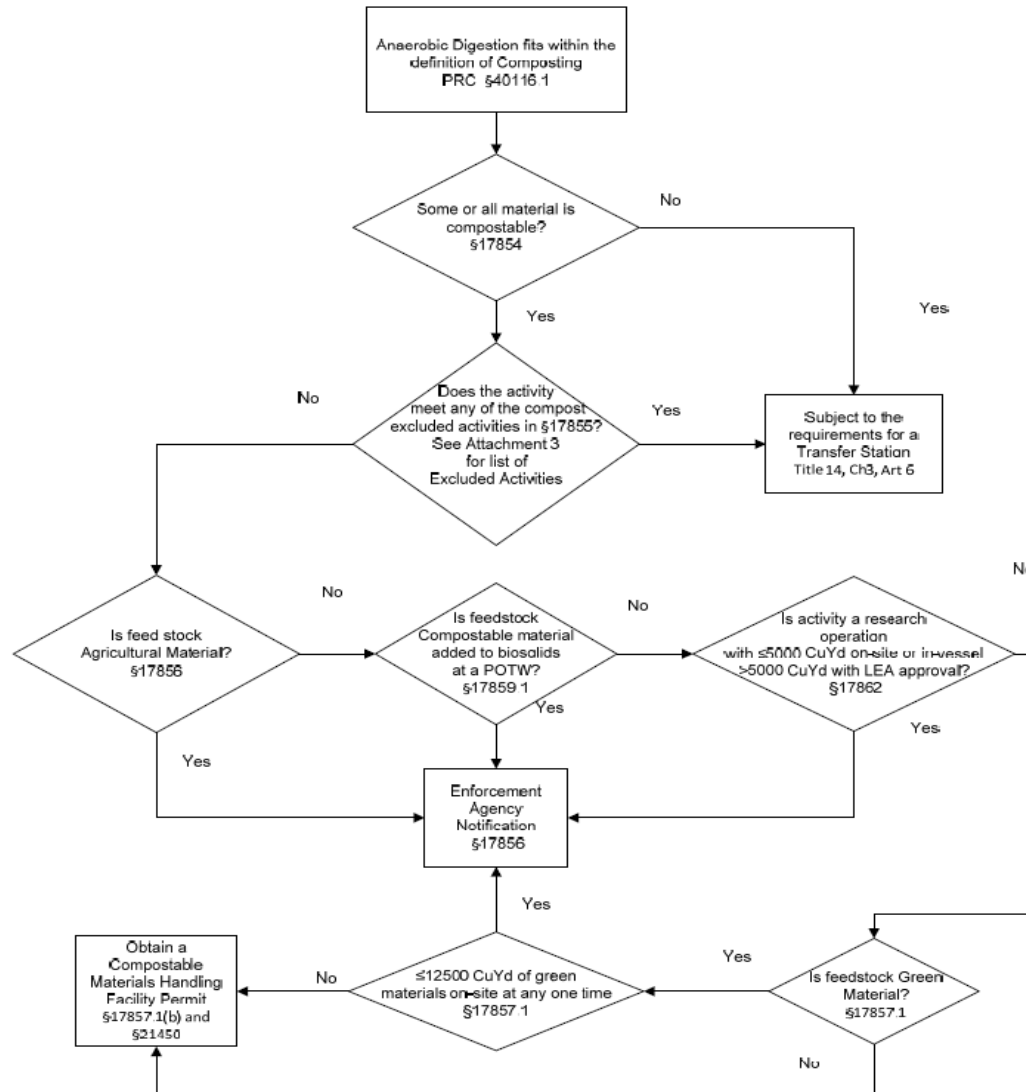 Anaerobic Digestion fits within the
definition of Composting
PRC §40116.1
Some or all material is
compostable?
§17854
No
Yes
Yes
Does the activity
meet any of the compost
excluded activities in §17855?
See Attachment 3
for list of
Excluded Activities
No
Yes
Subject to the
requirements for a
Transfer Station
Title 14, Ch3, Art 6
Is feed stock
Agricultural Material?
§17856
No
Is feedstock
Compostable material
added to biosolids
at a POTW?
§17859.1
No
Is activity a research
operation
with ≤5000 CuYd on-site or in-vessel
>5000 CuYd with LEA approval?
§17862
Yes
Yes
Yes
Enforcement
Agency
Notification
§17856
Yes
Obtain a
Compostable
Materials Handling
Facility Permit
§17857.1(b) and
§21450
No
≤12500 CuYd of green
materials on-site at any one time
§17857.1
Yes
Is feedstock Green
Material?
§17857.1
No